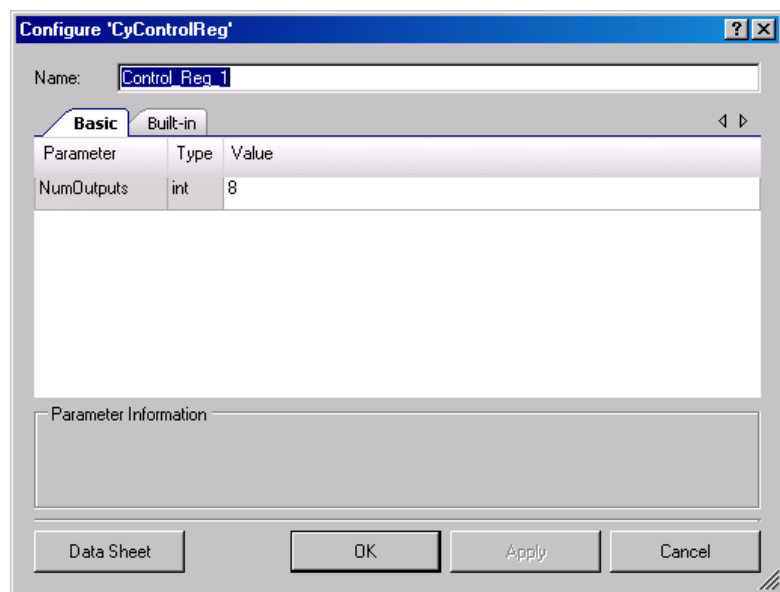 Configure 'CyControlReg'
Name: Control_Reg_1
Basic Built-in
Parameter Type Value
NumOutputs int 8
Parameter Information
Data Sheet OK Apply Cancel